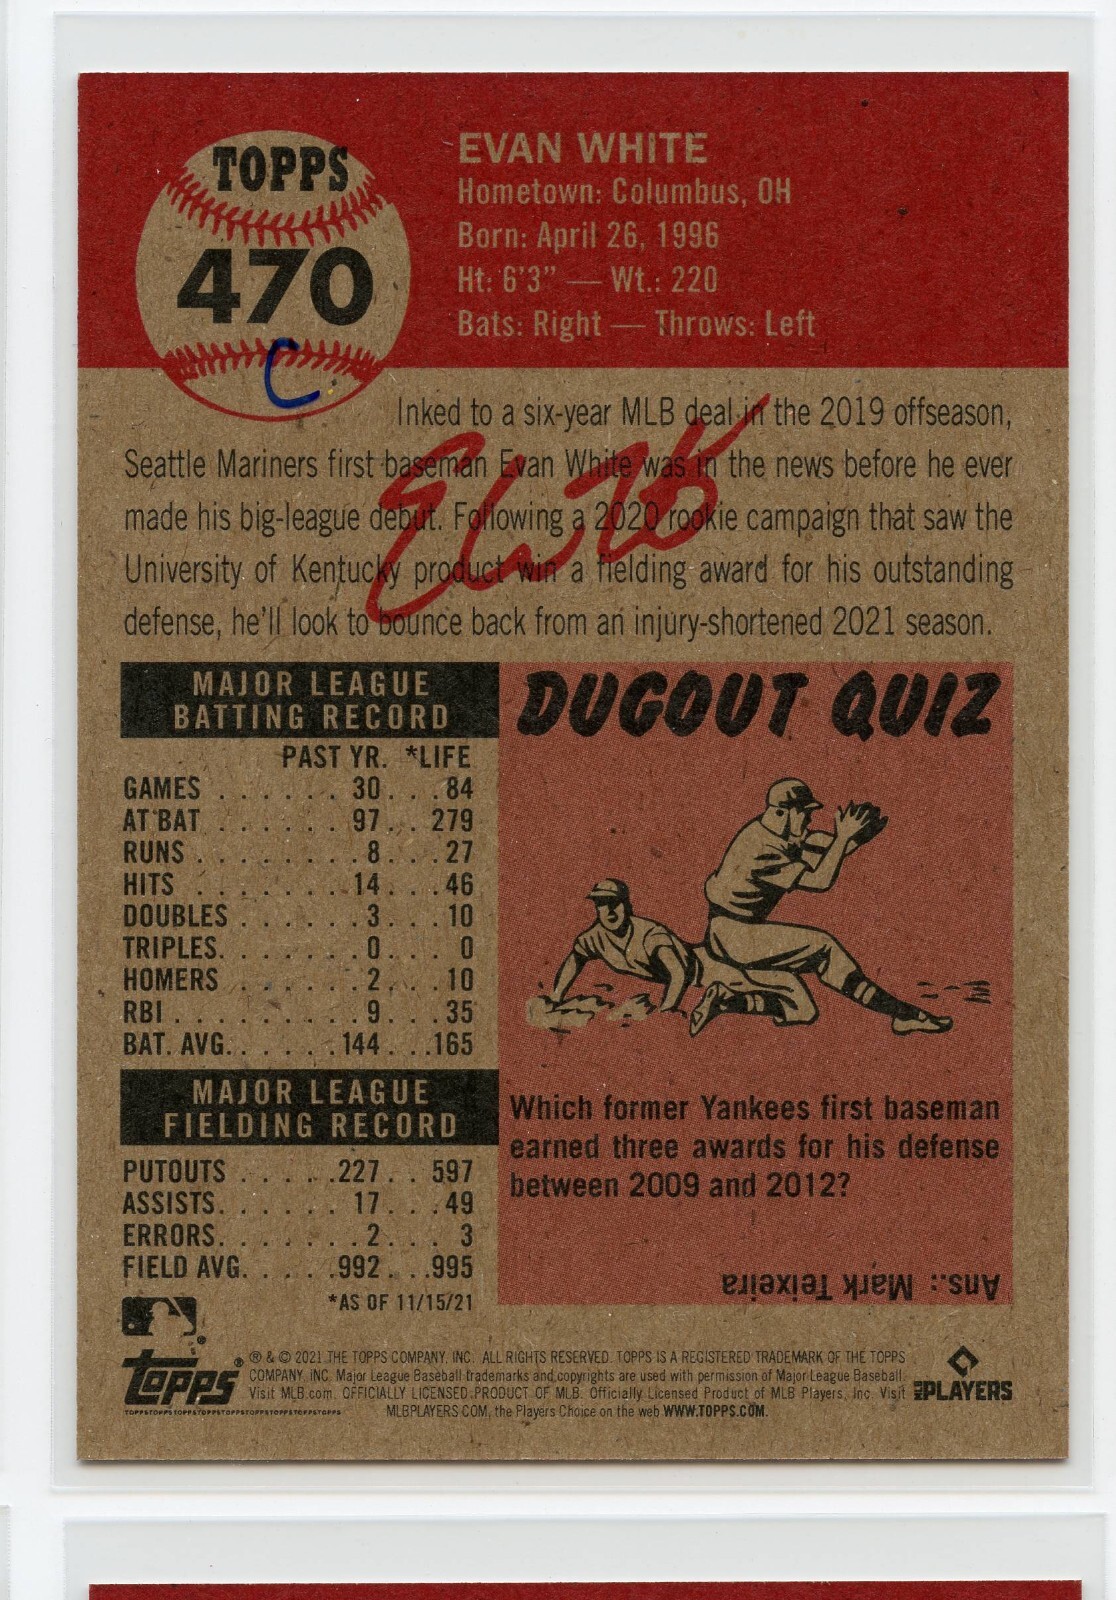 TOPPS
470
C
EVAN WHITE
Hometown: Columbus, OH
Born: April 26, 1996
Ht: 6'3" — Wt.: 220
Bats: Right — Throws: Left
Inked to a six-year MLB deal in the 2019 offseason,
Seattle Mariners first baseman Evan White was in the news before he ever
made his big-league debut. Following a 2020 rookie campaign that saw the
University of Kentucky product win a fielding award for his outstanding
defense, he'll look to bounce back from an injury-shortened 2021 season.
MAJOR LEAGUE
BATTING RECORD
PAST YR. *LIFE
GAMES . . . . . . 30. . .84
AT BAT . . . . . . 97. . 279
RUNS . . . . . . . . 8. . .27
HITS . . . . . . . 14. . .46
DOUBLES . . . . . 3. . .10
TRIPLES. . . . . . 0. . . 0
HOMERS . . . . . 2. . .10
RBI . . . . . . . . . 9. . .35
BAT. AVG. . . . . .144. . .165
MAJOR LEAGUE
FIELDING RECORD
PUTOUTS . . . . .227. . 597
ASSISTS. . . . . . 17. . .49
ERRORS. . . . . . . 2. . . 3
FIELD AVG. . . . .992. . .995
*AS OF 11/15/21
DUGOUT QUIZ
Which former Yankees first baseman
earned three awards for his defense
between 2009 and 2012?
Ans.: Mark Teixeira
topps®
TOPPSTOPPSTOPPSTOPPSTOPPSTOPPSTOPPSTOPPS
® & © 2021 THE TOPPS COMPANY, INC. ALL RIGHTS RESERVED. TOPPS IS A REGISTERED TRADEMARK OF THE TOPPS
COMPANY, INC. Major League Baseball trademarks and copyrights are used with permission of Major League Baseball.
Visit MLB.com. OFFICIALLY LICENSED PRODUCT OF MLB. Officially Licensed Product of MLB Players, Inc. Visit
MLBPLAYERS.COM, the Players Choice on the web WWW.TOPPS.COM.
MLB PLAYERS